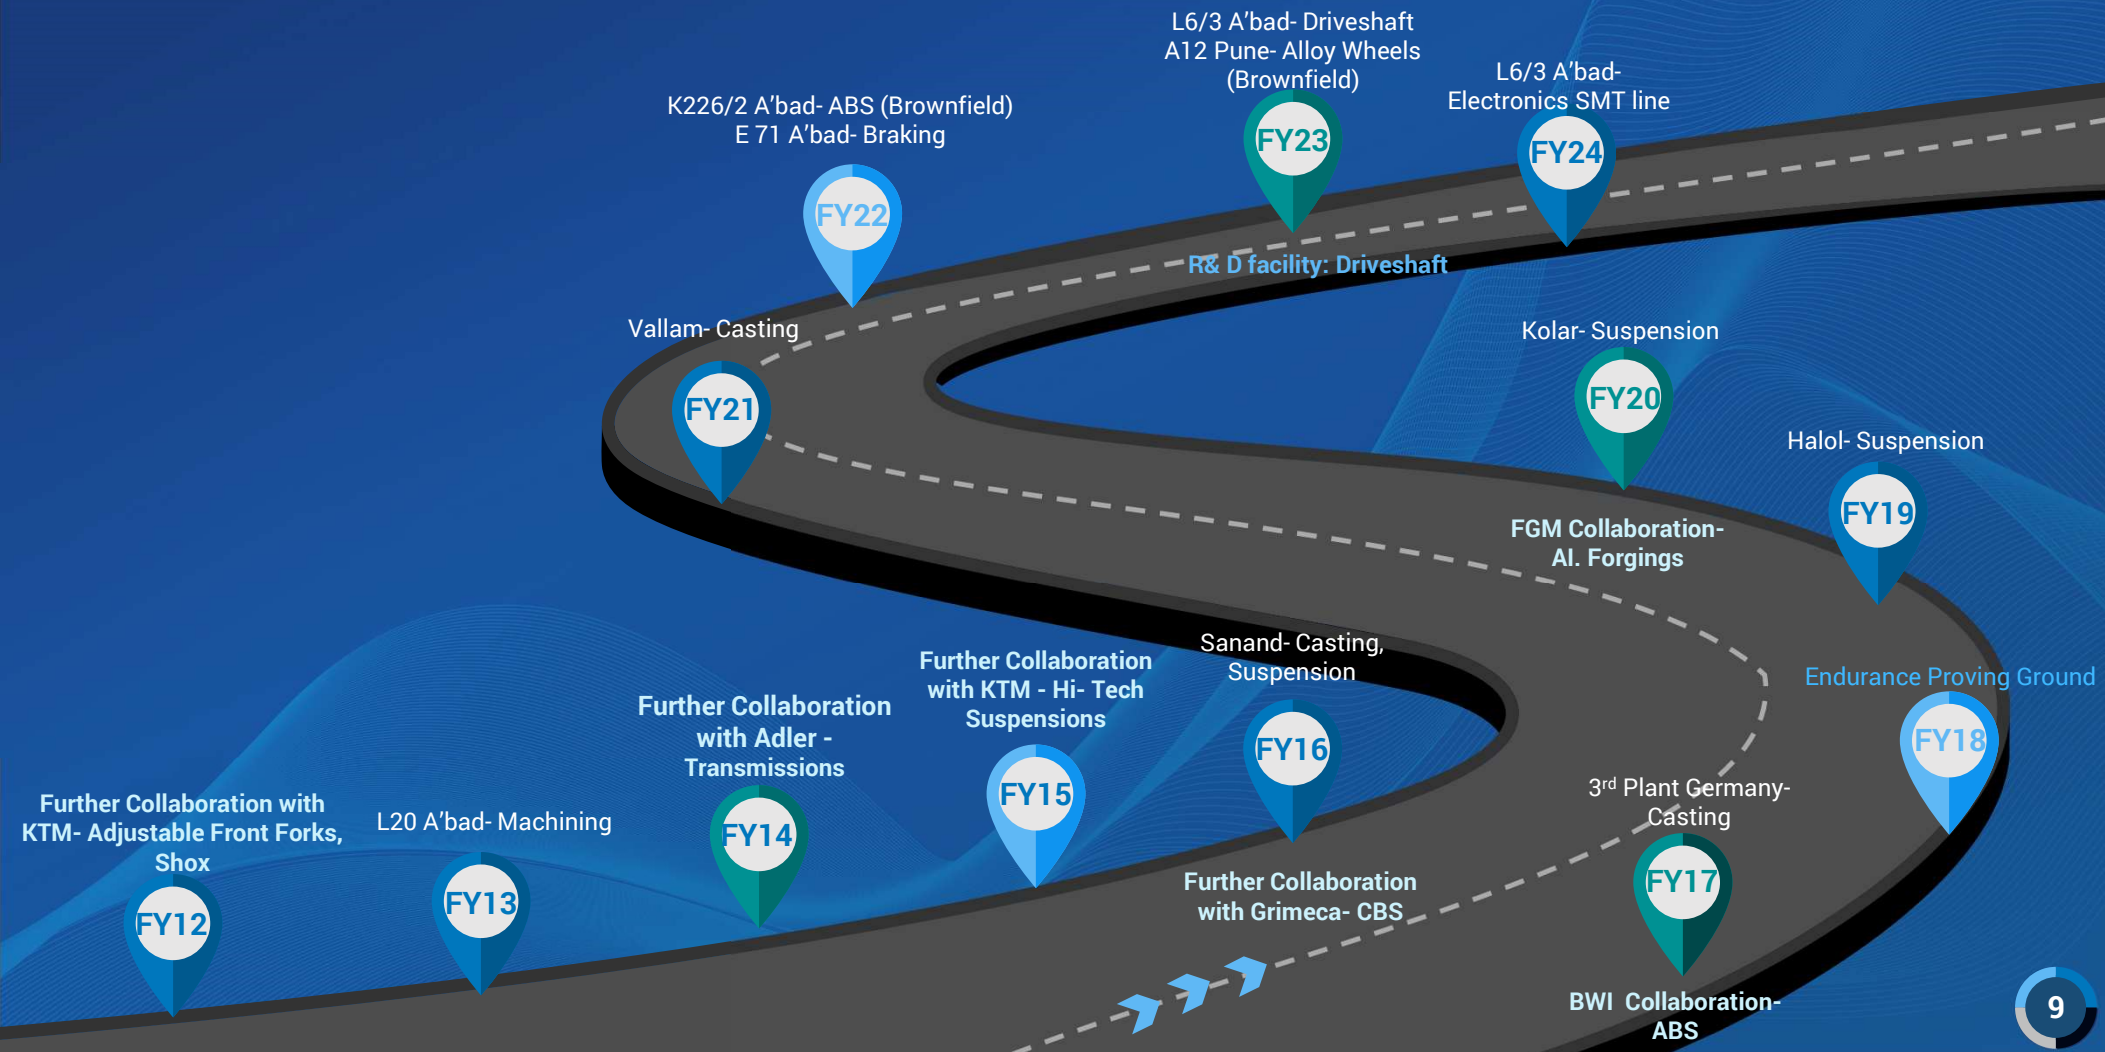 L6/3 A’bad- Driveshaft
A12 Pune- Alloy Wheels
(Brownfield)
FY23
R& D facility: Driveshaft
L6/3 A’bad-
Electronics SMT line
FY24
K226/2 A’bad- ABS (Brownfield)
E 71 A’bad- Braking
FY22
Vallam- Casting
FY21
Kolar- Suspension
FY20
FGM Collaboration-
Al. Forgings
Halol- Suspension
FY19
Endurance Proving Ground
FY18
Further Collaboration with
KTM- Adjustable Front Forks,
Shox
FY12
L20 A’bad- Machining
FY13
Further Collaboration
with Adler -
Transmissions
FY14
Further Collaboration
with KTM - Hi- Tech
Suspensions
FY15
Sanand- Casting,
Suspension
FY16
Further Collaboration
with Grimeca- CBS
3rd Plant Germany-
Casting
FY17
BWI Collaboration-
ABS
9